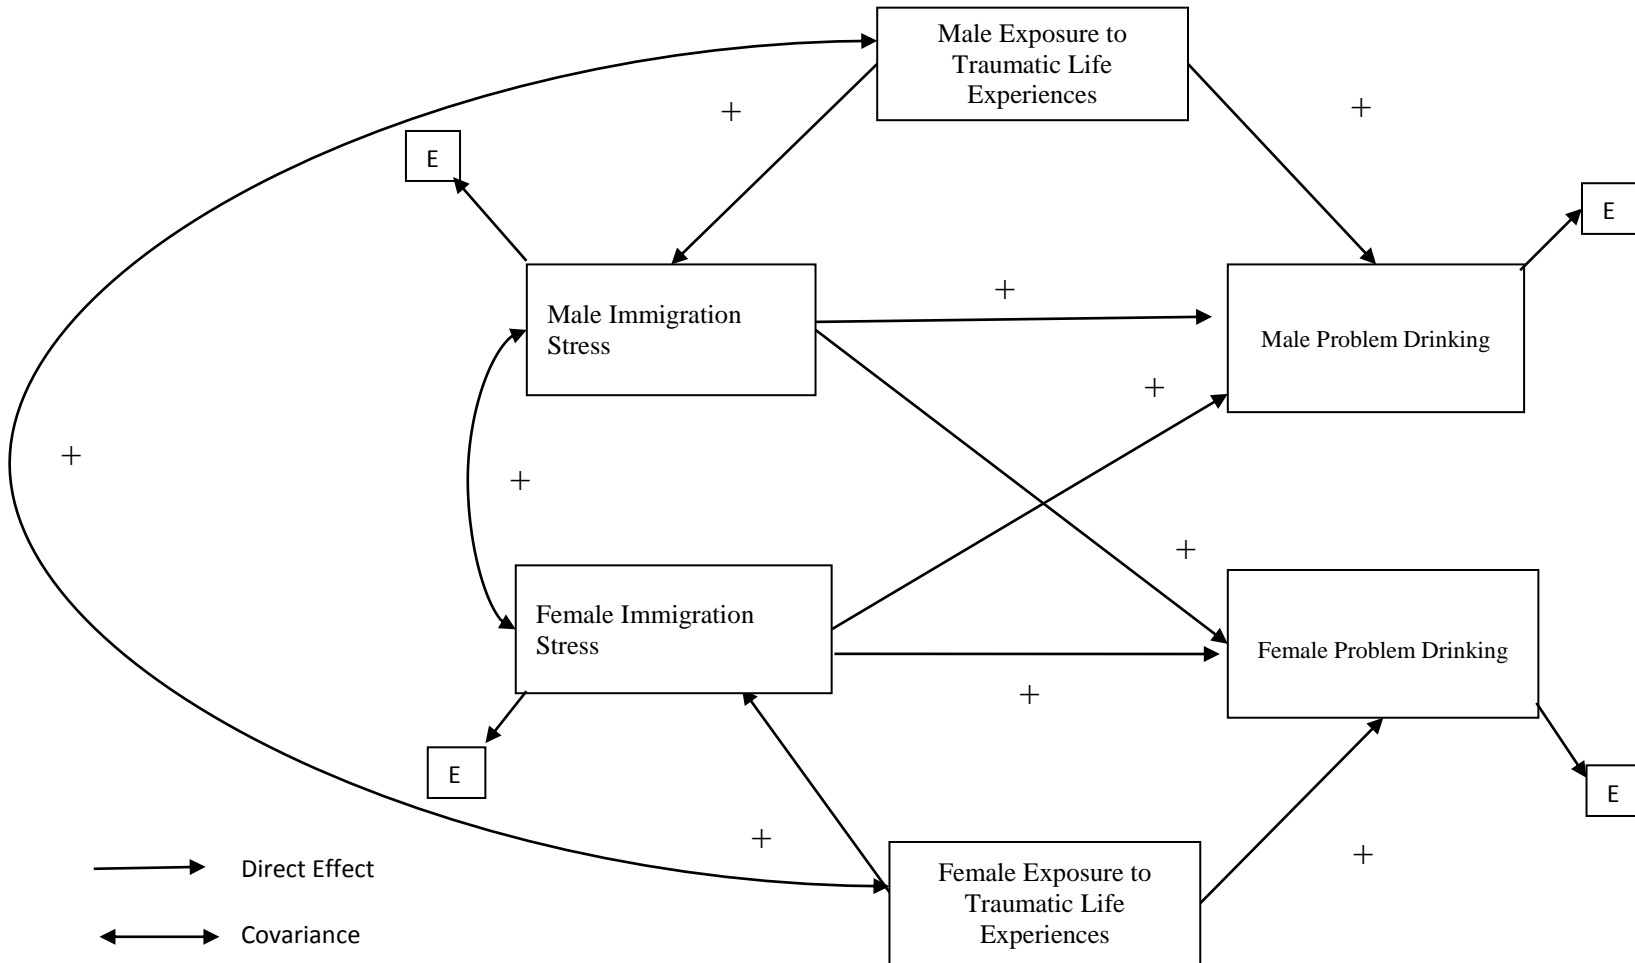 Male Exposure to
Traumatic Life
Experiences
+
+
E
E
Male Immigration
Stress
+
Male Problem Drinking
+
+
+
+
Female Immigration
Stress
Female Problem Drinking
+
E
E
+
+
Female Exposure to
Traumatic Life
Experiences
Direct Effect
Covariance